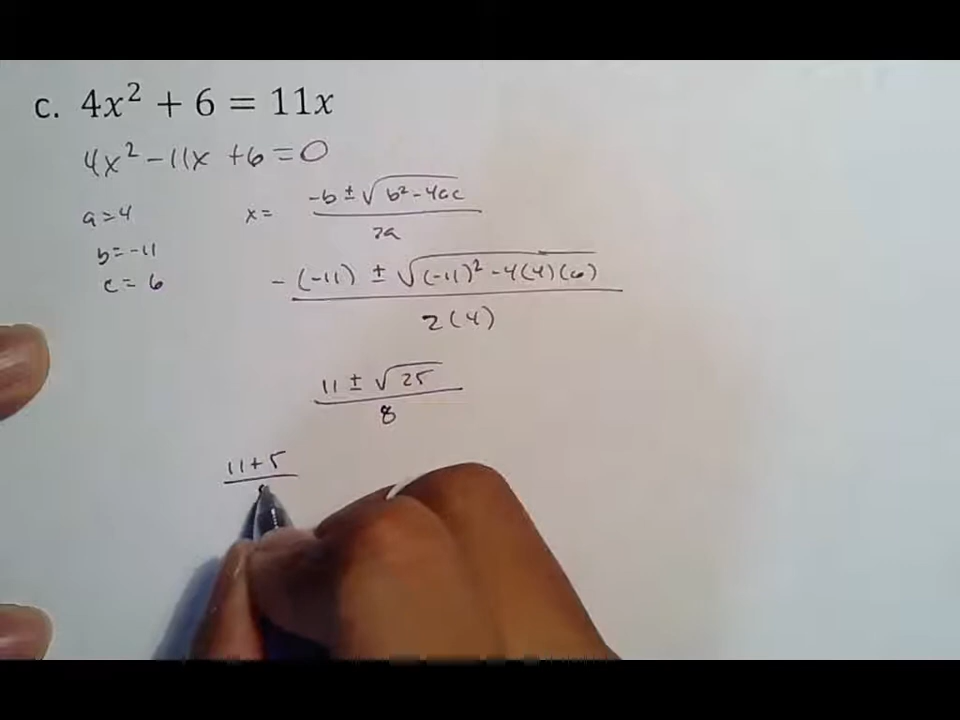 c. 4x² + 6 = 11x
4x² - 11x + 6 = 0
a = 4
x = (-b ± √(b² - 4ac)) / 2a
b = -11
c = 6
-(-11) ± √((-11)² - 4(4)(6))
2(4)
11 ± √25
8
11 + 5